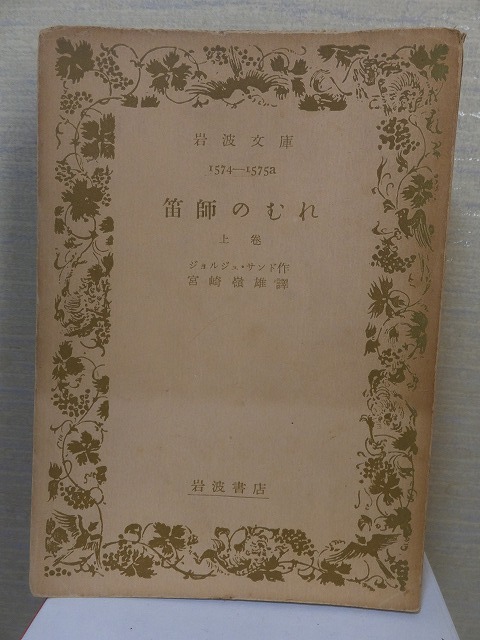 岩波文庫
1574—1575a
笛師のむれ
上巻
ジョルジュ・サンド作
宮崎嶺雄譯
岩波書店